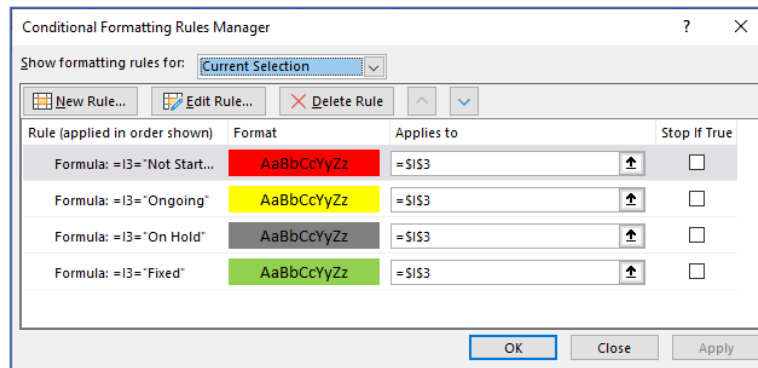 Conditional Formatting Rules Manager ? X
Show formatting rules for: Current Selection
New Rule... Edit Rule... Delete Rule
Rule (applied in order shown) Format Applies to Stop If True
Formula: =I3="Not Start... AaBbCcYyZz =$I$3
Formula: =I3="Ongoing" AaBbCcYyZz =$I$3
Formula: =I3="On Hold" AaBbCcYyZz =$I$3
Formula: =I3="Fixed" AaBbCcYyZz =$I$3
OK Close Apply